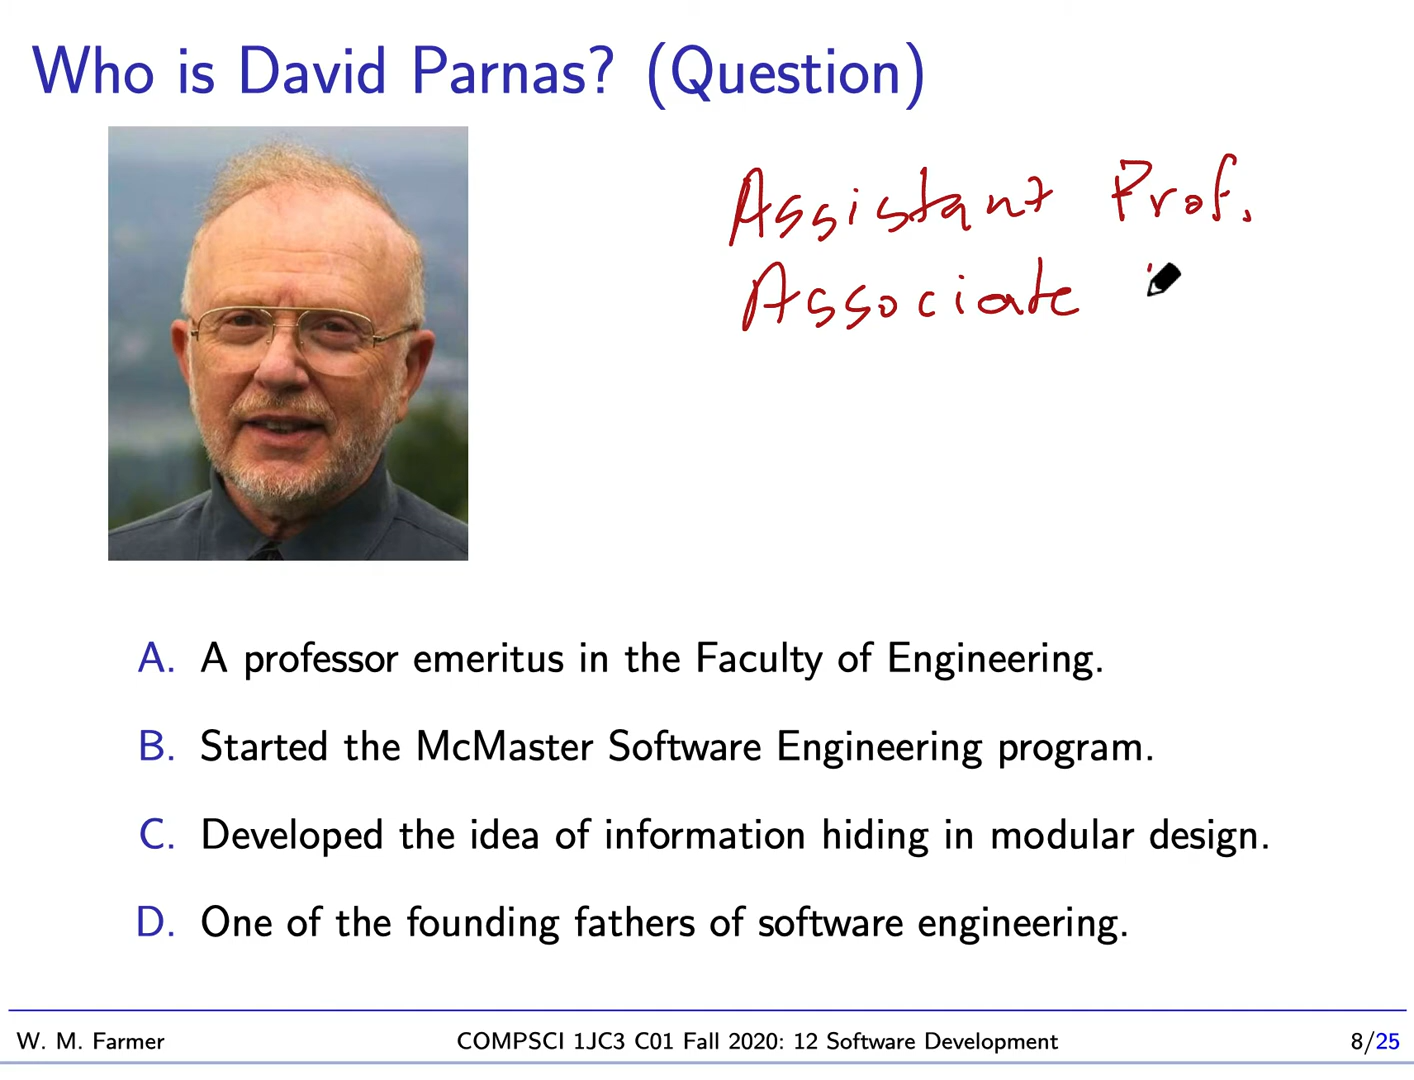 Who is David Parnas? (Question)
Assistant Prof.
Associate
A. A professor emeritus in the Faculty of Engineering.
B. Started the McMaster Software Engineering program.
C. Developed the idea of information hiding in modular design.
D. One of the founding fathers of software engineering.
W. M. Farmer COMPSCI 1JC3 C01 Fall 2020: 12 Software Development 8/25